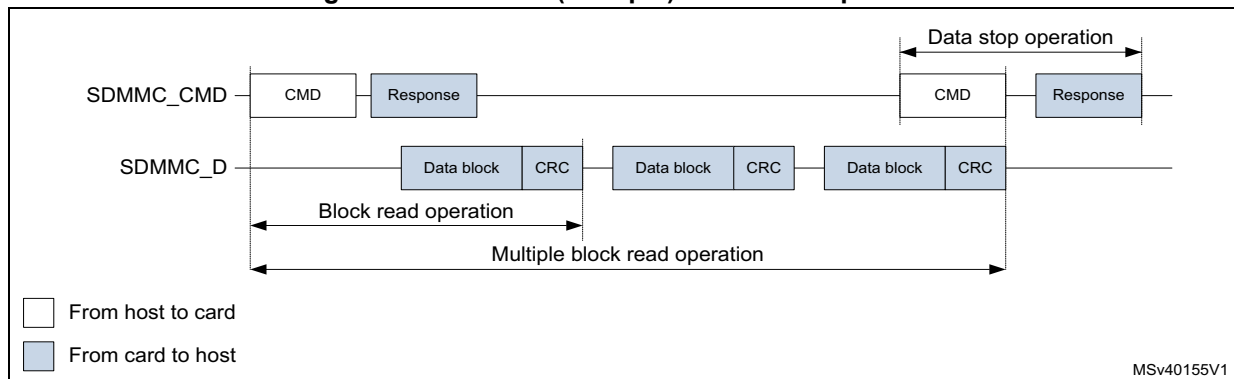 Data stop operation
SDMMC_CMD CMD Response CMD Response
SDMMC_D Data block CRC Data block CRC Data block CRC
Block read operation
Multiple block read operation
From host to card
From card to host
MSv40155V1